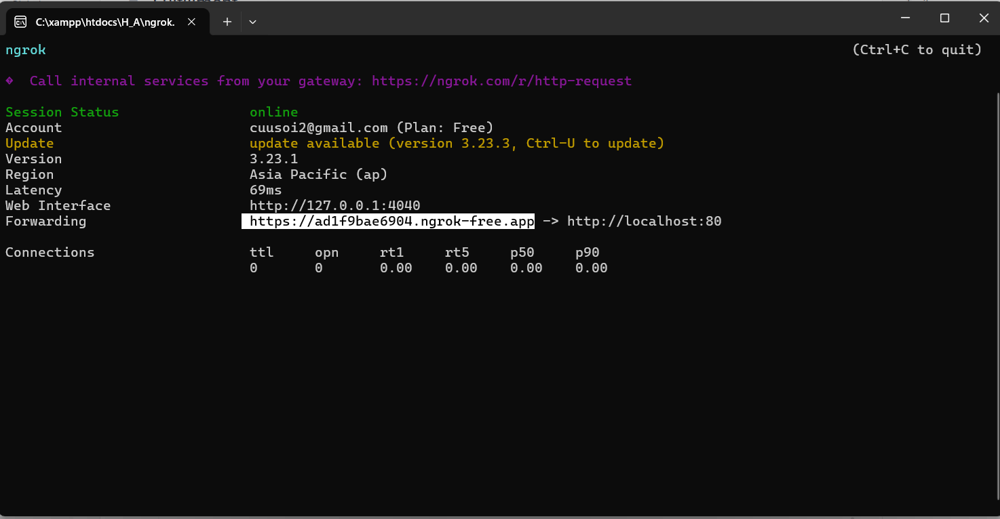 C:\xampp\htdocs\H_A\ngrok.
ngrok (Ctrl+C to quit)
� Call internal services from your gateway: https://ngrok.com/r/http-request
Session Status online
Account cuusoi2@gmail.com (Plan: Free)
Update update available (version 3.23.3, Ctrl-U to update)
Version 3.23.1
Region Asia Pacific (ap)
Latency 69ms
Web Interface http://127.0.0.1:4040
Forwarding https://ad1f9bae6904.ngrok-free.app -> http://localhost:80
Connections ttl opn rt1 rt5 p50 p90
0 0 0.00 0.00 0.00 0.00